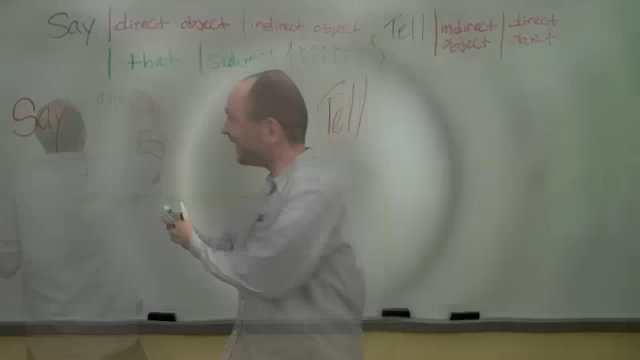 Say | direct object | indirect object Tell | indirect object | direct object
| that | subject
Say Tell